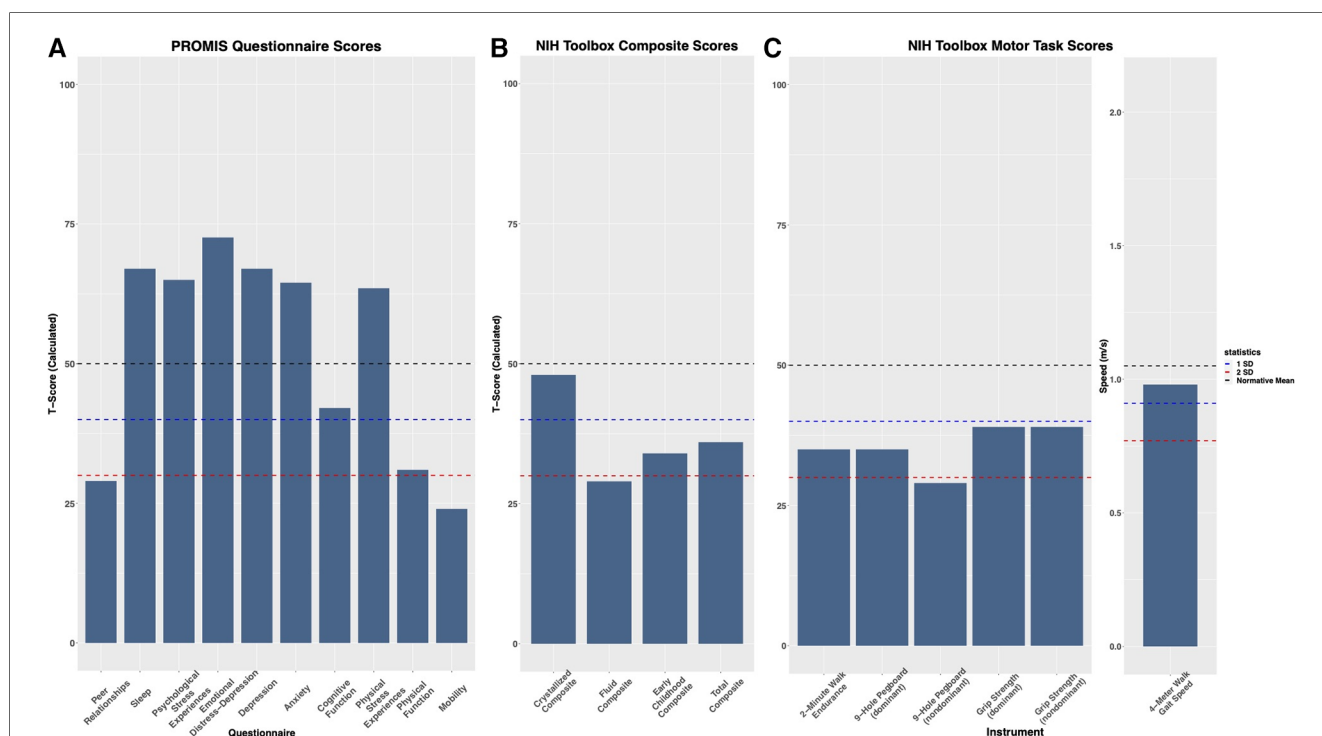 A
PROMIS Questionnaire Scores
100
75
50
25
0
T-Score (Calculated)
Peer
Relationships
Sleep
Psychological
Stress
Experiences
Emotional
Distress-Depression
Depression
Anxiety
Cognitive
Function
Physical
Stress
Experiences
Physical
Function
Mobility
Questionnaire
B
NIH Toolbox Composite Scores
100
75
50
25
0
T-Score (Calculated)
Crystallized
Composite
Fluid
Composite
Early
Childhood
Composite
Total
Composite
C
NIH Toolbox Motor Task Scores
100
75
50
25
0
2-Minute Walk
Endurance
9-Hole Pegboard
(dominant)
9-Hole Pegboard
(nondominant)
Grip Strength
(dominant)
Grip Strength
(nondominant)
Instrument
2.0
1.5
1.0
0.5
0.0
Speed (m/s)
4-Meter Walk
Gait Speed
statistics
1 SD
2 SD
Normative Mean